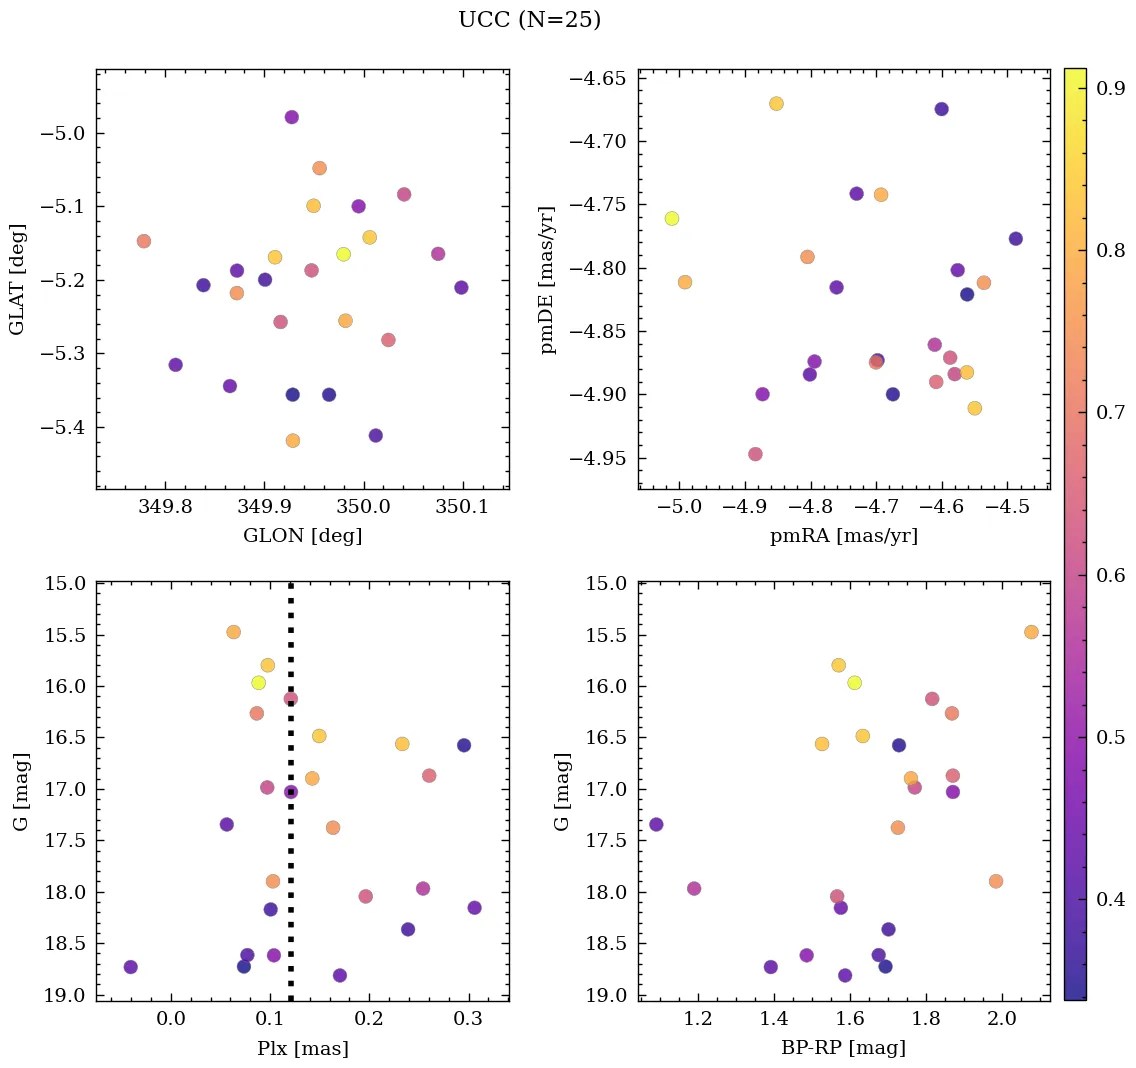 UCC (N=25)
−5.0
−5.1
−5.2
−5.3
−5.4
GLAT [deg]
349.8 349.9 350.0 350.1
GLON [deg]
−4.65
−4.70
−4.75
−4.80
−4.85
−4.90
−4.95
pmDE [mas/yr]
−5.0 −4.9 −4.8 −4.7 −4.6 −4.5
pmRA [mas/yr]
0.9
0.8
0.7
0.6
0.5
0.4
15.0
15.5
16.0
16.5
17.0
17.5
18.0
18.5
19.0
G [mag]
0.0 0.1 0.2 0.3
Plx [mas]
15.0
15.5
16.0
16.5
17.0
17.5
18.0
18.5
19.0
G [mag]
1.2 1.4 1.6 1.8 2.0
BP-RP [mag]